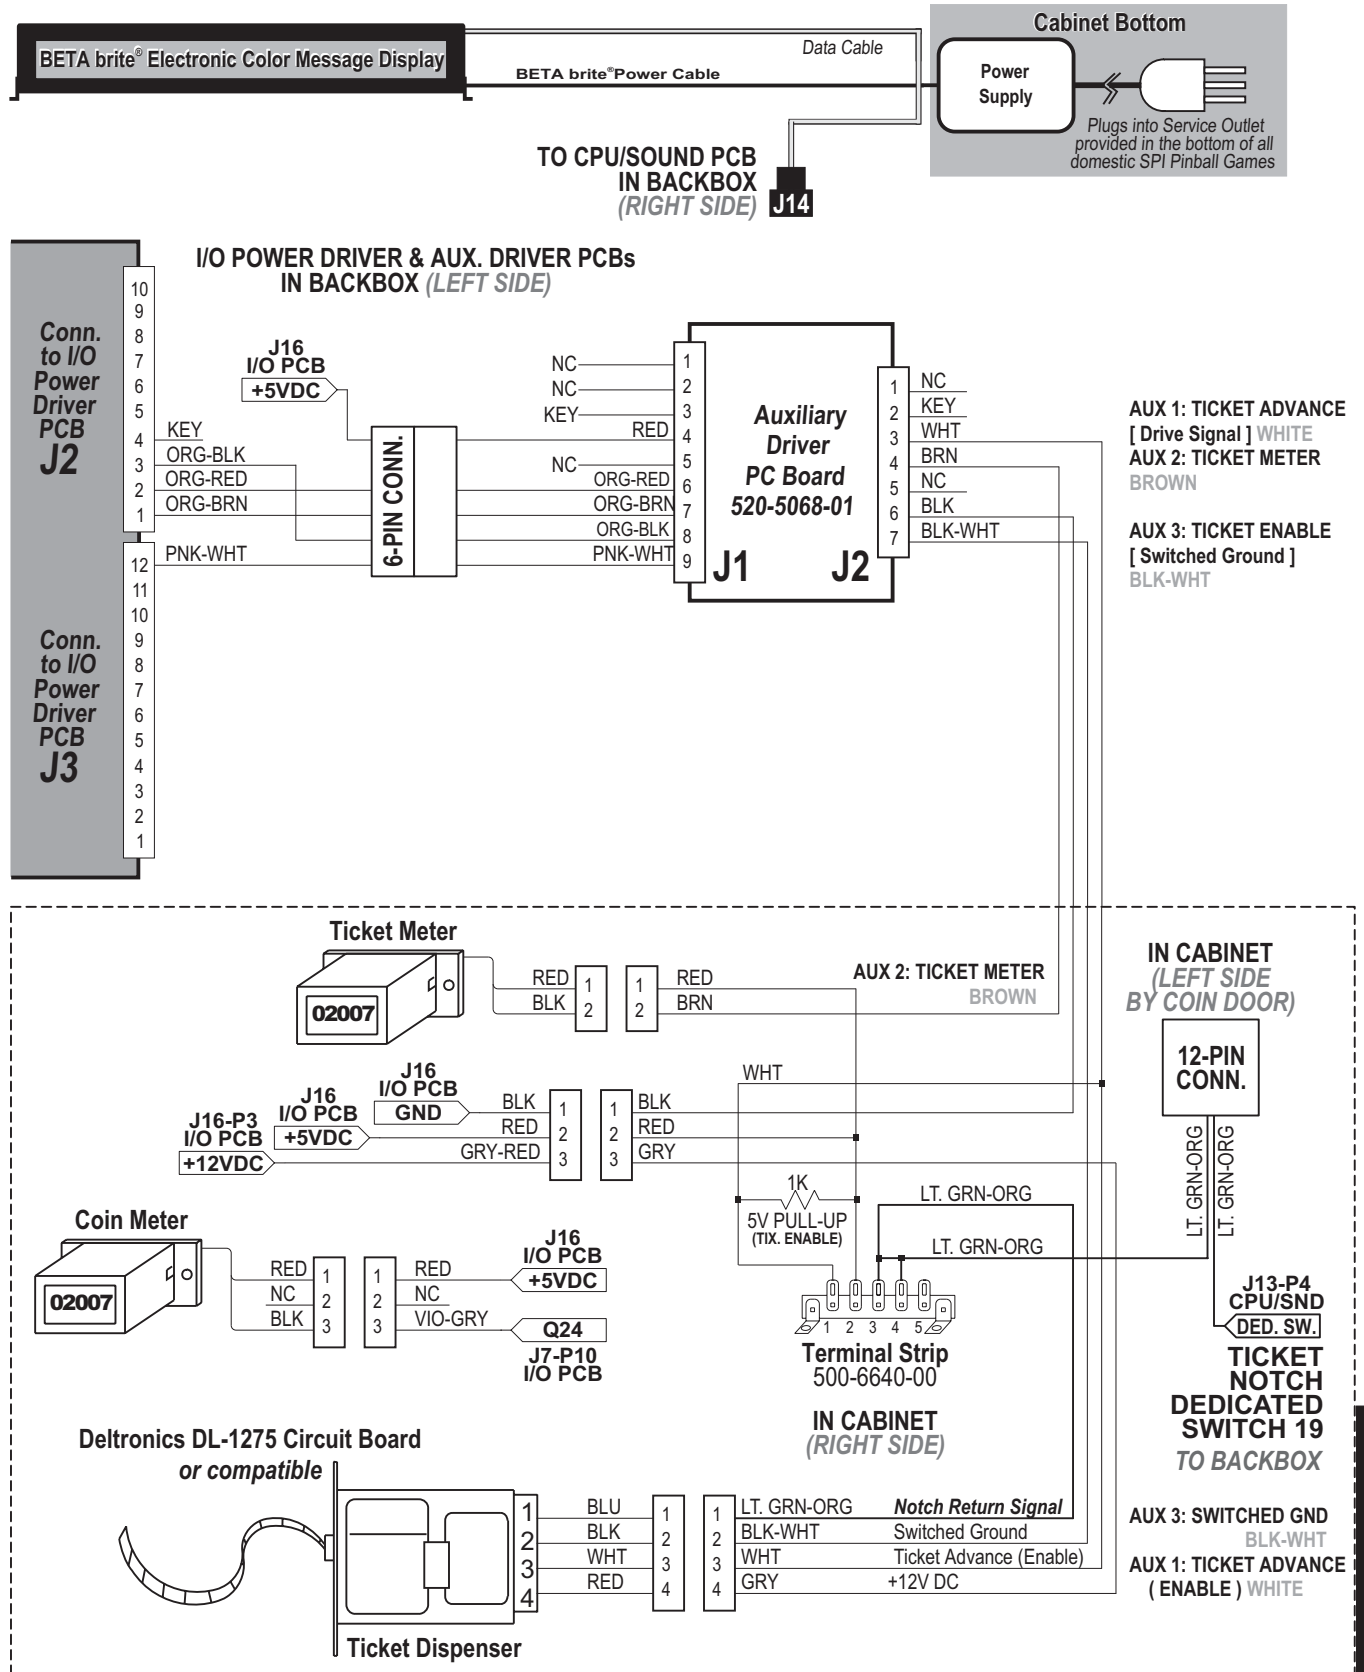 BETA brite® Electronic Color Message Display
Data Cable
BETA brite® Power Cable
Cabinet Bottom
Power
Supply
Plugs into Service Outlet
provided in the bottom of all
domestic SPI Pinball Games
TO CPU/SOUND PCB
IN BACKBOX
(RIGHT SIDE)
J14
I/O POWER DRIVER & AUX. DRIVER PCBs
IN BACKBOX (LEFT SIDE)
Conn.
to I/O
Power
Driver
PCB
J2
10
9
8
7
6
5
4
3
2
1
KEY
ORG-BLK
ORG-RED
ORG-BRN
Conn.
to I/O
Power
Driver
PCB
J3
12
11
10
9
8
7
6
5
4
3
2
1
PNK-WHT
J16
I/O PCB
+5VDC
6-PIN CONN.
NC
NC
KEY
RED
NC
ORG-RED
ORG-BRN
ORG-BLK
PNK-WHT
1
2
3
4
5
6
7
8
9
J1
Auxiliary
Driver
PC Board
520-5068-01
J2
1
2
3
4
5
6
7
NC
KEY
WHT
BRN
NC
BLK
BLK-WHT
AUX 1: TICKET ADVANCE
[ Drive Signal ] WHITE
AUX 2: TICKET METER
BROWN
AUX 3: TICKET ENABLE
[ Switched Ground ]
BLK-WHT
Ticket Meter
02007
RED
BLK
1
2
1
2
RED
BRN
AUX 2: TICKET METER
BROWN
IN CABINET
(LEFT SIDE
BY COIN DOOR)
12-PIN
CONN.
LT. GRN-ORG
LT. GRN-ORG
J16-P3
I/O PCB
+12VDC
J16
I/O PCB
+5VDC
J16
I/O PCB
GND
BLK
RED
GRY-RED
1
2
3
1
2
3
BLK
RED
GRY
WHT
1K
5V PULL-UP
(TIX. ENABLE)
LT. GRN-ORG
LT. GRN-ORG
1 2 3 4 5
Terminal Strip
500-6640-00
IN CABINET
(RIGHT SIDE)
J13-P4
CPU/SND
DED. SW.
TICKET
NOTCH
DEDICATED
SWITCH 19
TO BACKBOX
Coin Meter
02007
RED
NC
BLK
1
2
3
1
2
3
RED
NC
VIO-GRY
J16
I/O PCB
+5VDC
Q24
J7-P10
I/O PCB
Deltronics DL-1275 Circuit Board
or compatible
1
2
3
4
BLU
BLK
WHT
RED
1
2
3
4
1
2
3
4
LT. GRN-ORG Notch Return Signal
BLK-WHT Switched Ground
WHT Ticket Advance (Enable)
GRY +12V DC
AUX 3: SWITCHED GND
BLK-WHT
AUX 1: TICKET ADVANCE
( ENABLE ) WHITE
Ticket Dispenser